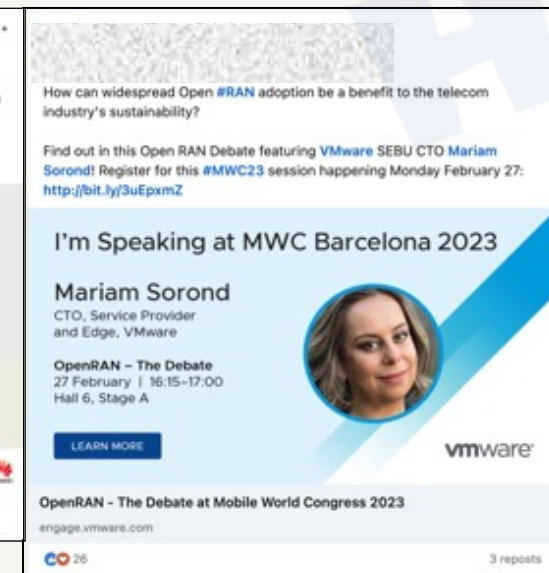 How can widespread Open #RAN adoption be a benefit to the telecom
industry's sustainability?
Find out in this Open RAN Debate featuring VMware SEBU CTO Mariam
Sorond! Register for this #MWC23 session happening Monday February 27:
http://bit.ly/3uEpxmZ
I'm Speaking at MWC Barcelona 2023
Mariam Sorond
CTO, Service Provider
and Edge, VMware
OpenRAN – The Debate
27 February | 16:15–17:00
Hall 6, Stage A
LEARN MORE
vmware®
OpenRAN - The Debate at Mobile World Congress 2023
engage.vmware.com
26
3 reposts